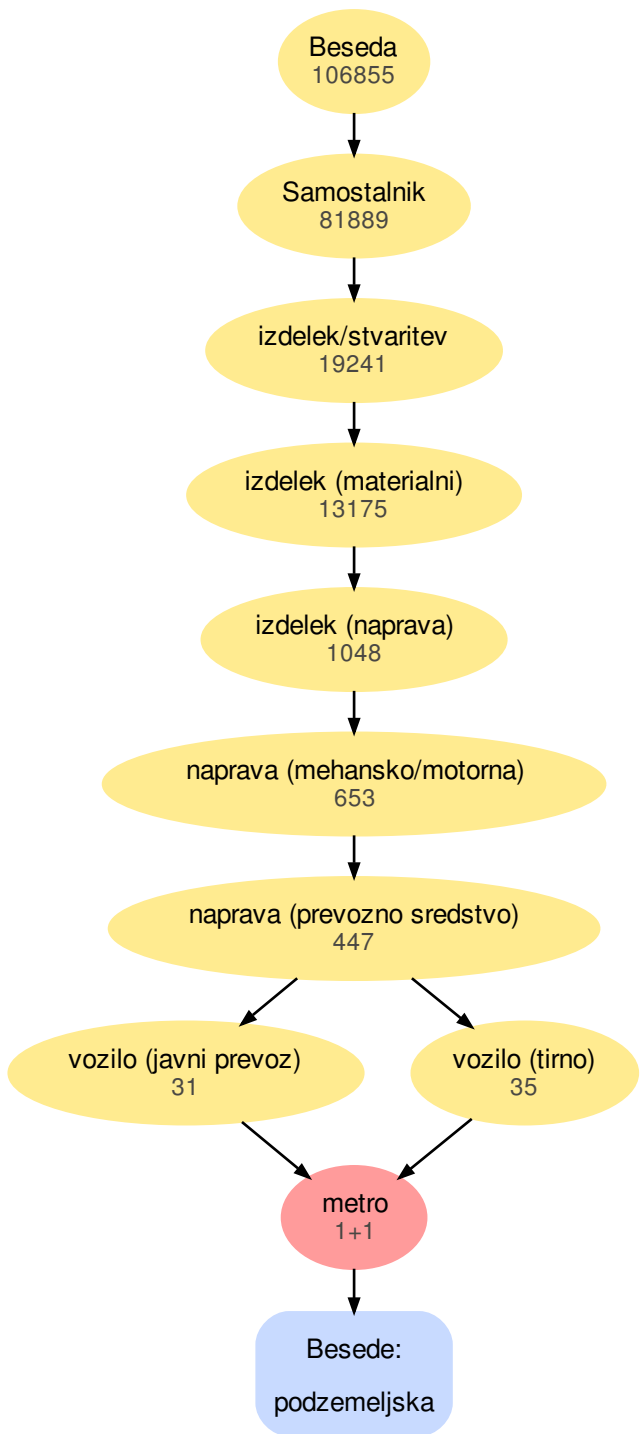 Beseda
106855
Samostalnik
81889
izdelek/stvaritev
19241
izdelek (materialni)
13175
izdelek (naprava)
1048
naprava (mehansko/motorna)
653
naprava (prevozno sredstvo)
447
vozilo (javni prevoz)
31
vozilo (tirno)
35
metro
1+1
Besede:
podzemeljska